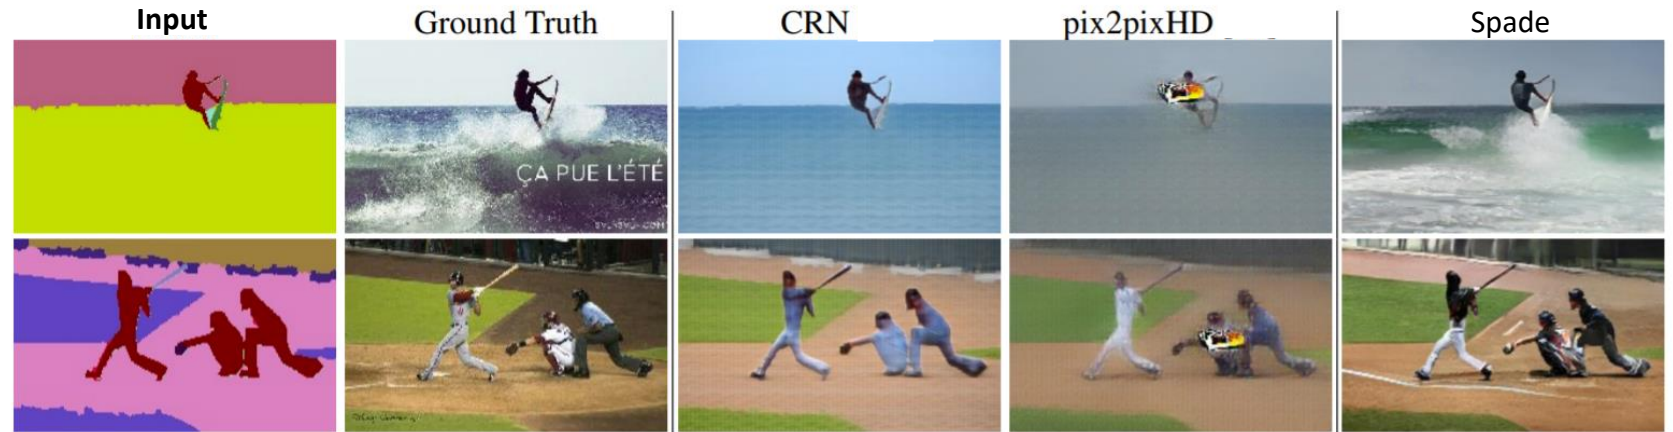 Input Ground Truth CRN pix2pixHD Spade
ÇA PUE L'ÉTÉ